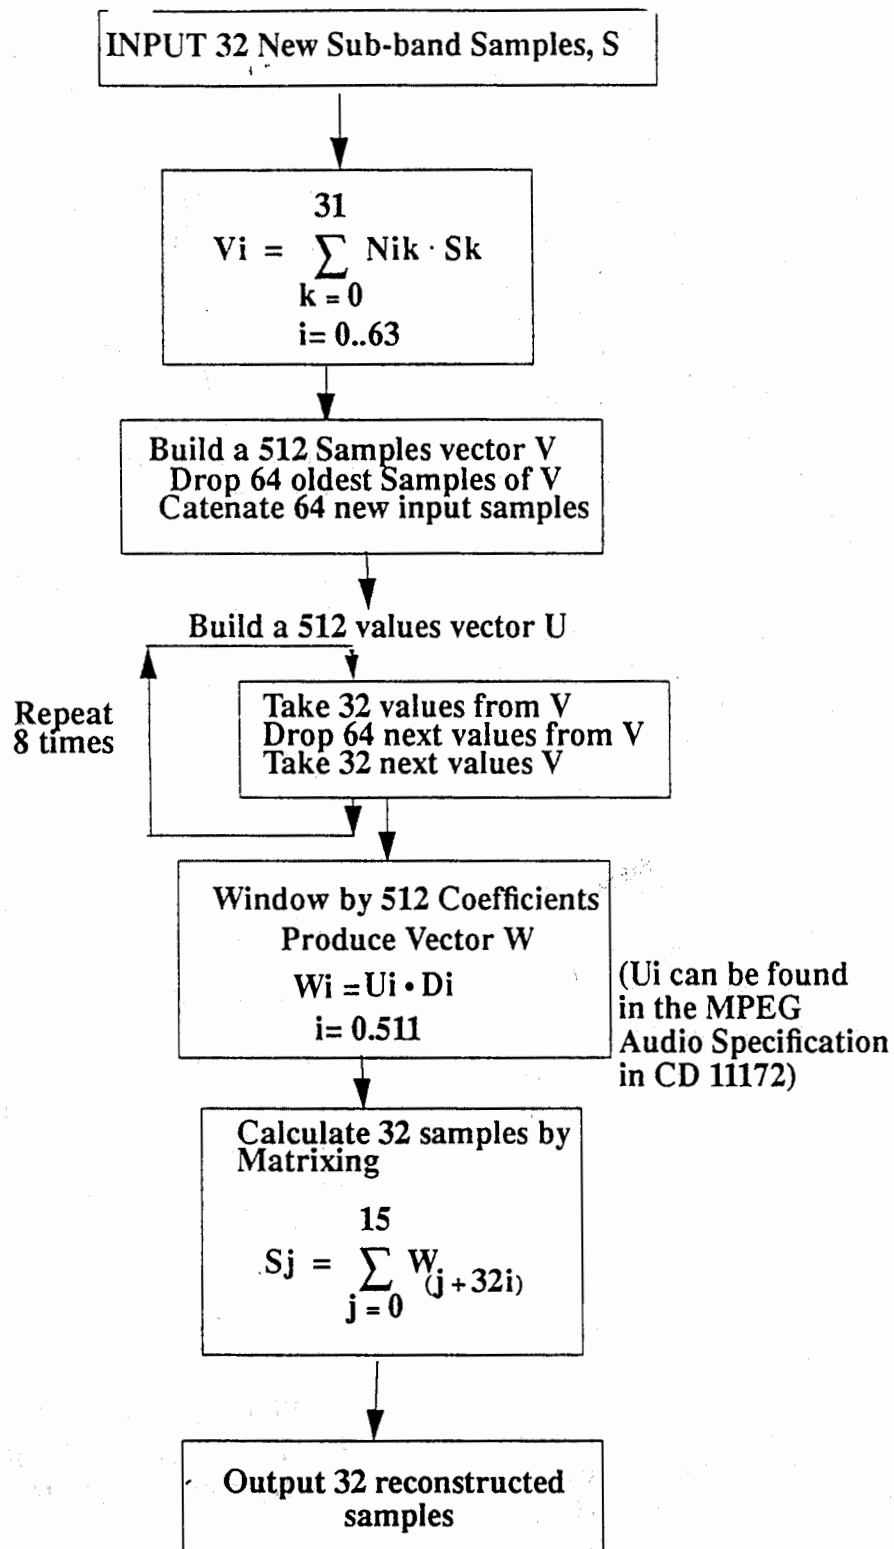 INPUT 32 New Sub-band Samples, S
31
Vi = ∑ Nik · Sk
k = 0
i= 0..63
Build a 512 Samples vector V
Drop 64 oldest Samples of V
Catenate 64 new input samples
Build a 512 values vector U
Repeat
8 times
Take 32 values from V
Drop 64 next values from V
Take 32 next values V
Window by 512 Coefficients
Produce Vector W
Wi = Ui • Di
i= 0.511
(Ui can be found
in the MPEG
Audio Specification
in CD 11172)
Calculate 32 samples by
Matrixing
15
Sj = ∑ W(j + 32i)
j = 0
Output 32 reconstructed
samples